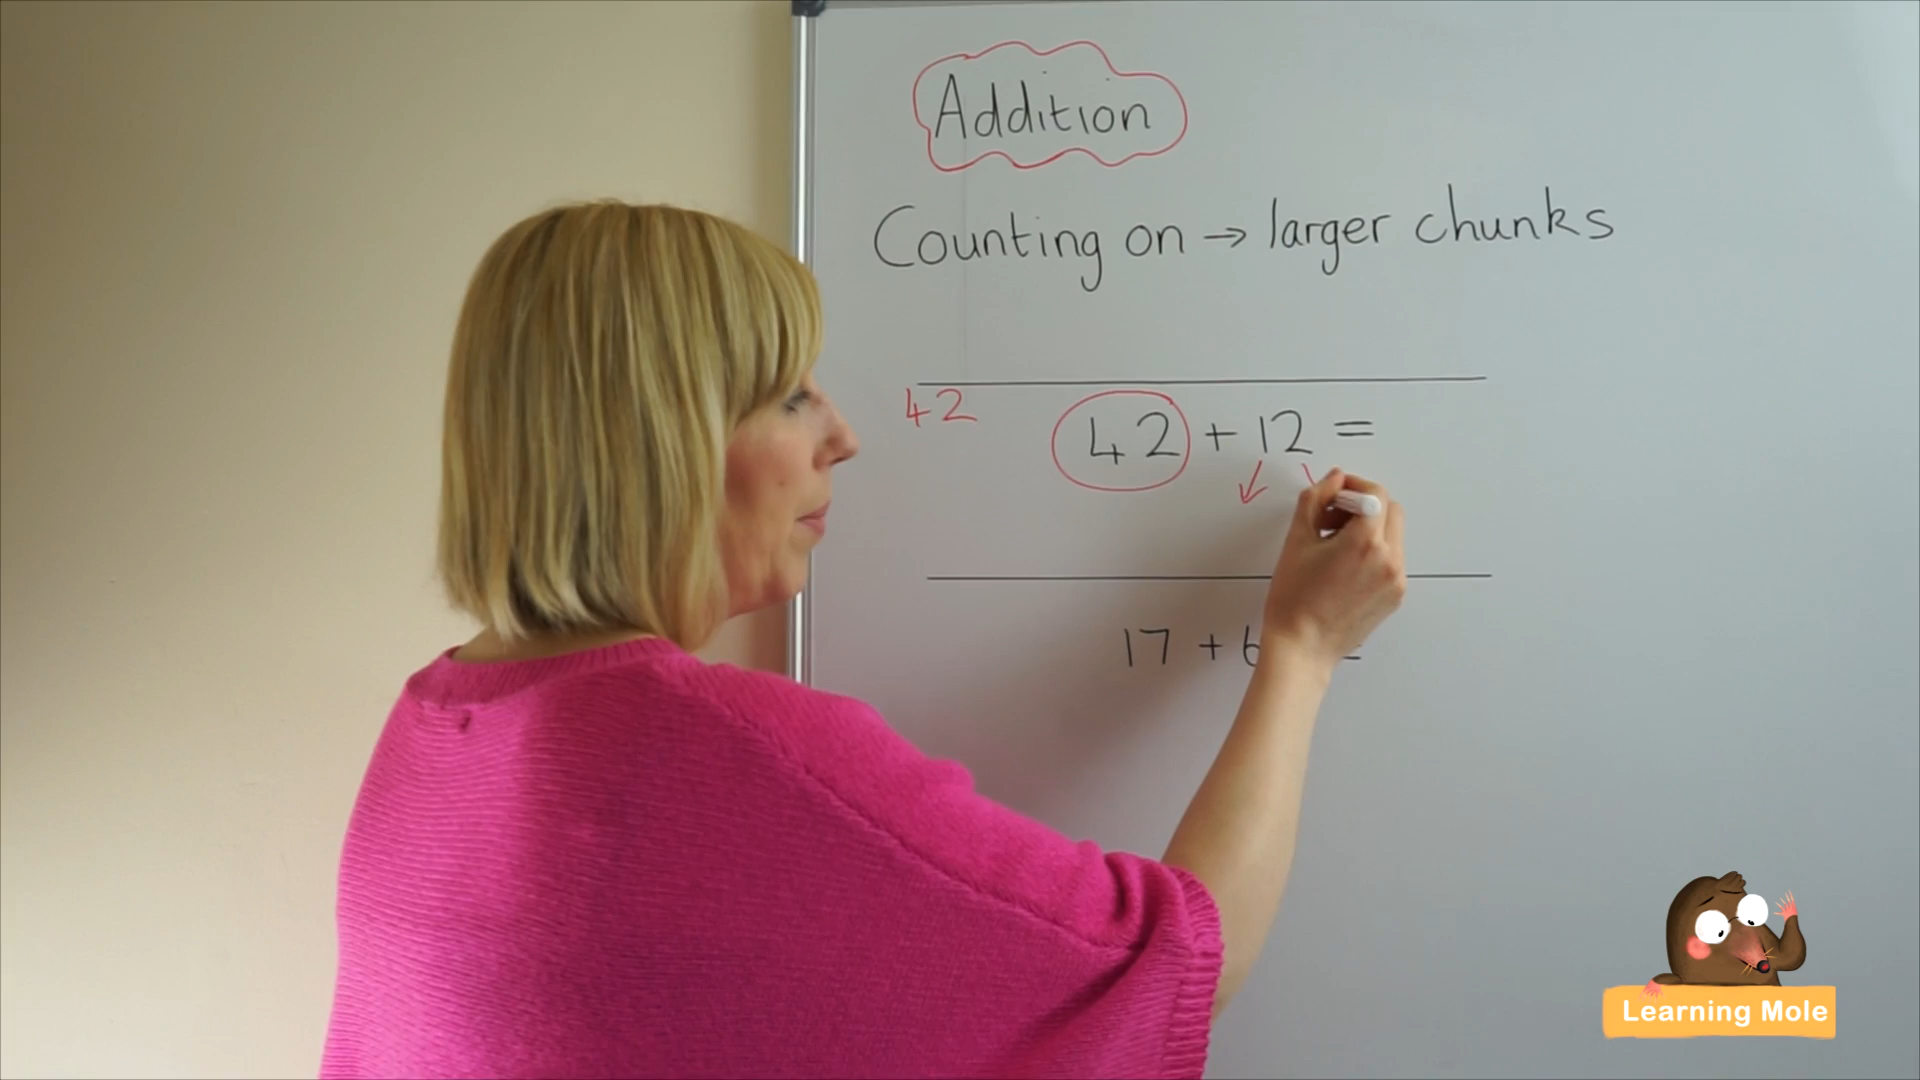 Addition
Counting on → larger chunks
42
42 + 12 =
17 + 6
Learning Mole